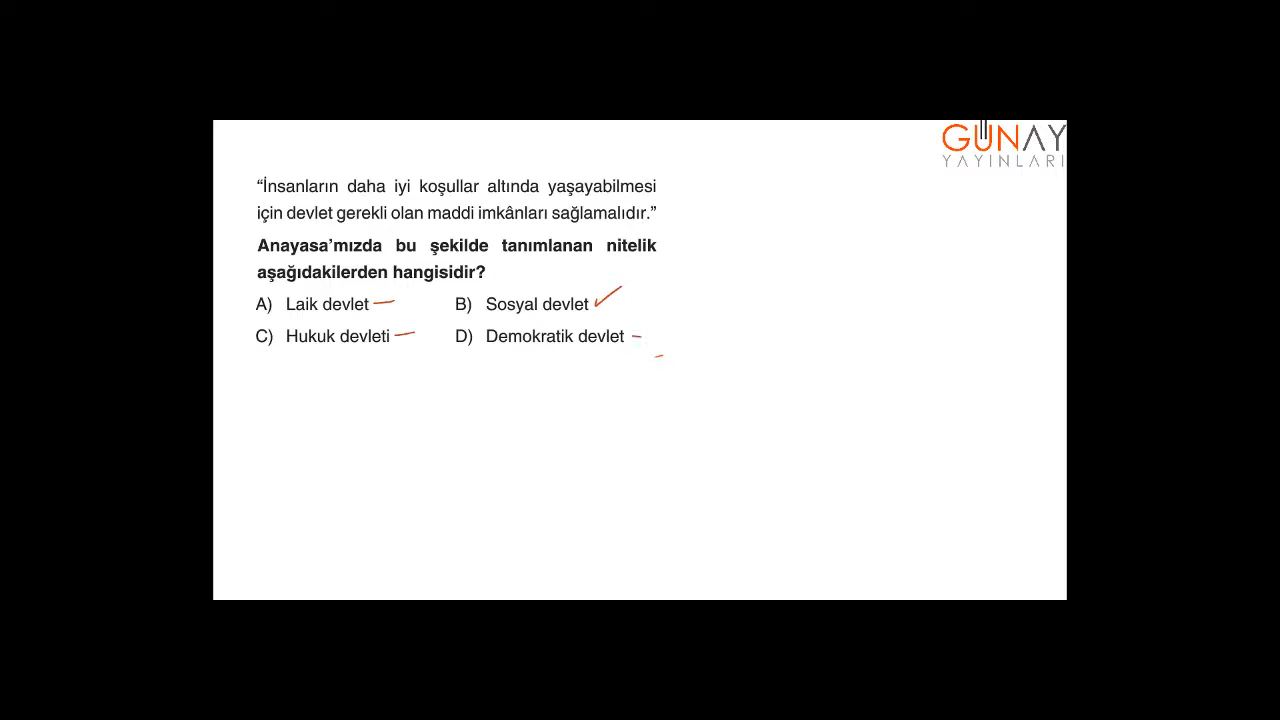 GÜNAY
YAYINLARI
“İnsanların daha iyi koşullar altında yaşayabilmesi
için devlet gerekli olan maddi imkânları sağlamalıdır.”
Anayasa’mızda bu şekilde tanımlanan nitelik
aşağıdakilerden hangisidir?
A) Laik devlet B) Sosyal devlet
C) Hukuk devleti D) Demokratik devlet